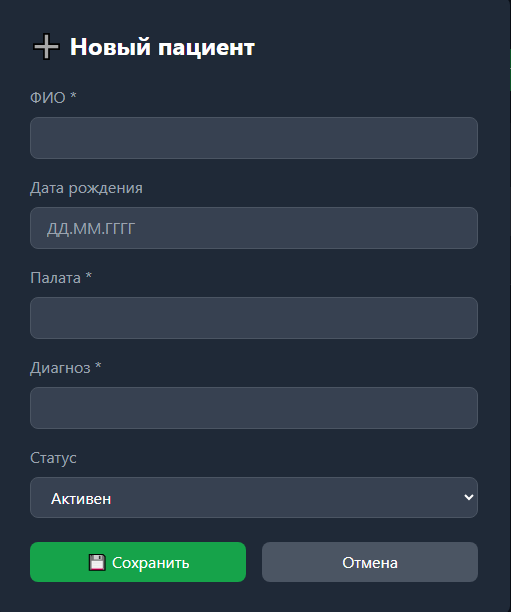 ➕ Новый пациент
ФИО *
Дата рождения
ДД.ММ.ГГГГ
Палата *
Диагноз *
Статус
Активен
💾 Сохранить
Отмена